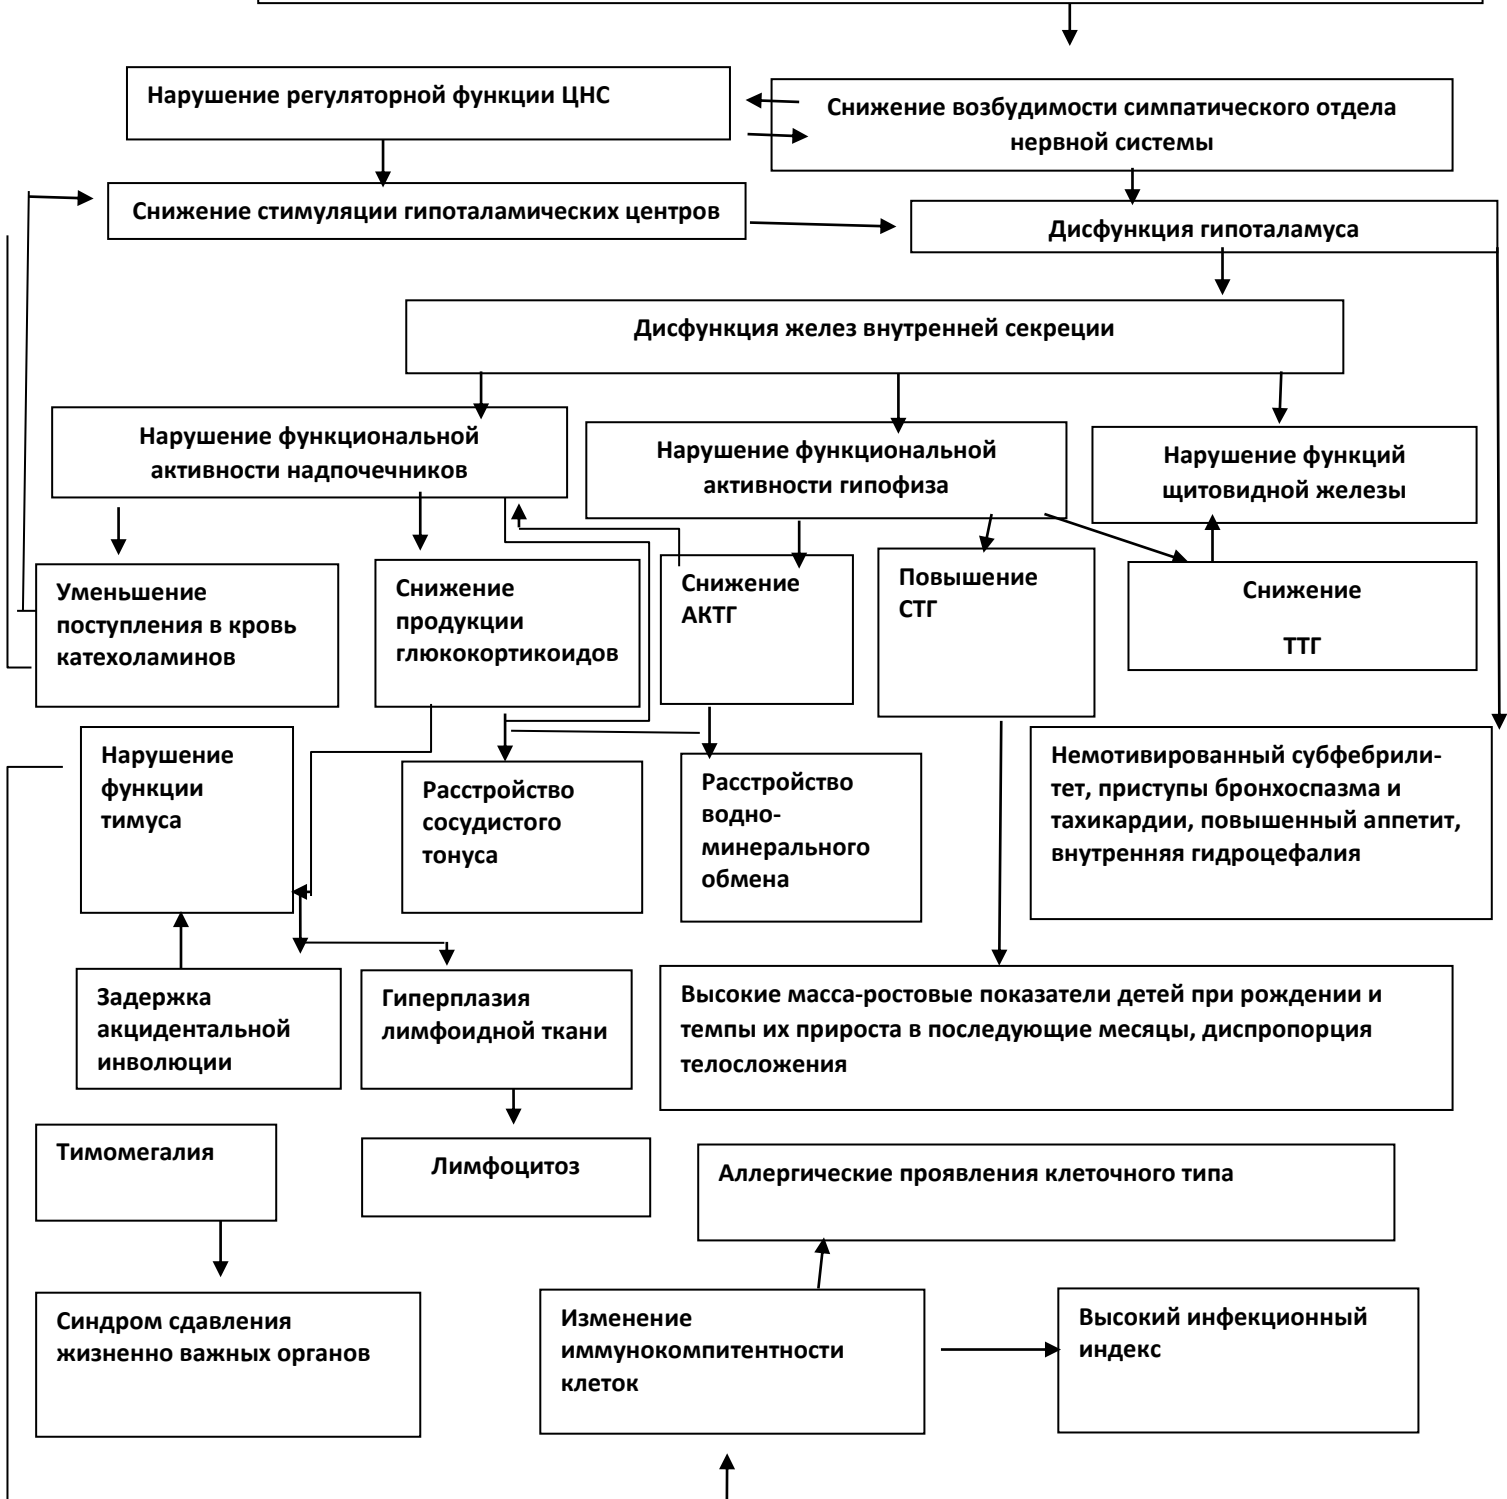 Нарушение регуляторной функции ЦНС
Снижение возбудимости симпатического отдела
нервной системы
Снижение стимуляции гипоталамических центров
Дисфункция гипоталамуса
Дисфункция желез внутренней секреции
Нарушение функциональной
активности надпочечников
Нарушение функциональной
активности гипофиза
Нарушение функций
щитовидной железы
Уменьшение
поступления в кровь
катехоламинов
Снижение
продукции
глюкокортикоидов
Снижение
АКТГ
Повышение
СТГ
Снижение
ТТГ
Нарушение
функции
тимуса
Расстройство
сосудистого
тонуса
Расстройство
водно-
минерального
обмена
Немотивированный субфебрили-
тет, приступы бронхоспазма и
тахикардии, повышенный аппетит,
внутренняя гидроцефалия
Задержка
акцидентальной
инволюции
Гиперплазия
лимфоидной ткани
Высокие масса-ростовые показатели детей при рождении и
темпы их прироста в последующие месяцы, диспропорция
телосложения
Тимомегалия
Лимфоцитоз
Аллергические проявления клеточного типа
Синдром сдавления
жизненно важных органов
Изменение
иммунокомпитентности
клеток
Высокий инфекционный
индекс